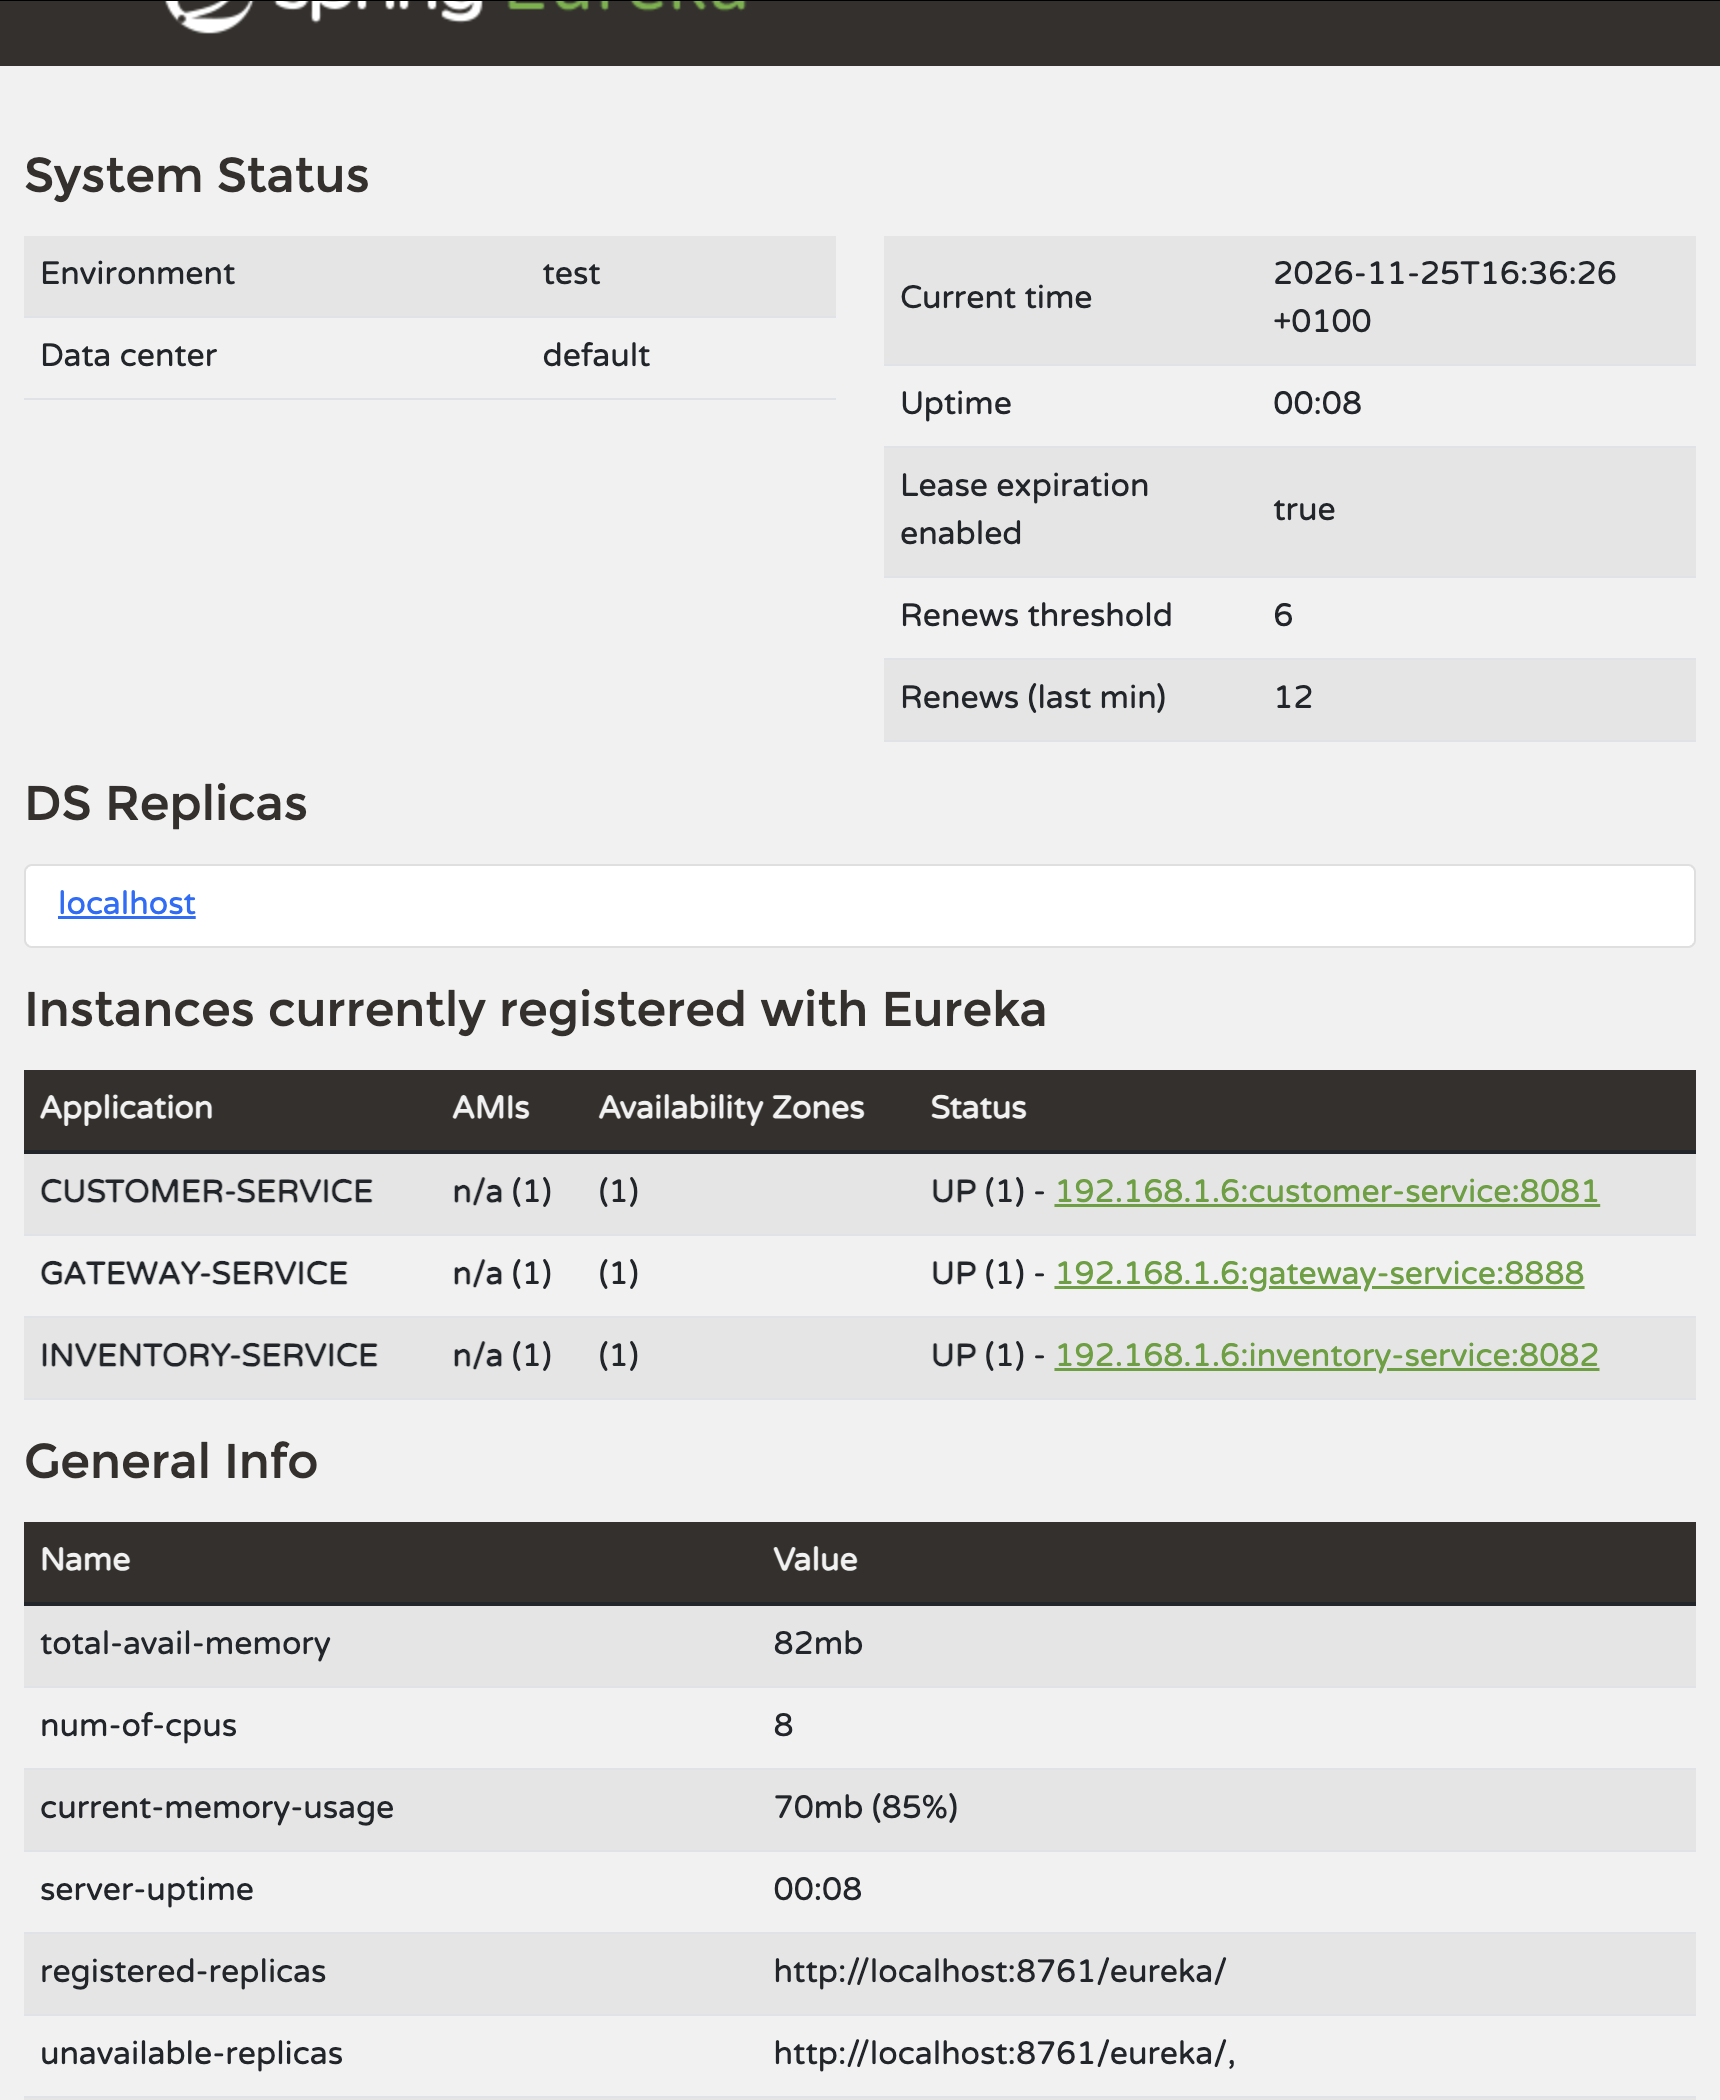 spring Eureka
System Status
Environment test
Data center default
Current time 2026-11-25T16:36:26
+0100
Uptime 00:08
Lease expiration
enabled true
Renews threshold 6
Renews (last min) 12
DS Replicas
localhost
Instances currently registered with Eureka
Application AMIs Availability Zones Status
CUSTOMER-SERVICE n/a (1) (1) UP (1) - 192.168.1.6:customer-service:8081
GATEWAY-SERVICE n/a (1) (1) UP (1) - 192.168.1.6:gateway-service:8888
INVENTORY-SERVICE n/a (1) (1) UP (1) - 192.168.1.6:inventory-service:8082
General Info
Name Value
total-avail-memory 82mb
num-of-cpus 8
current-memory-usage 70mb (85%)
server-uptime 00:08
registered-replicas http://localhost:8761/eureka/
unavailable-replicas http://localhost:8761/eureka/,